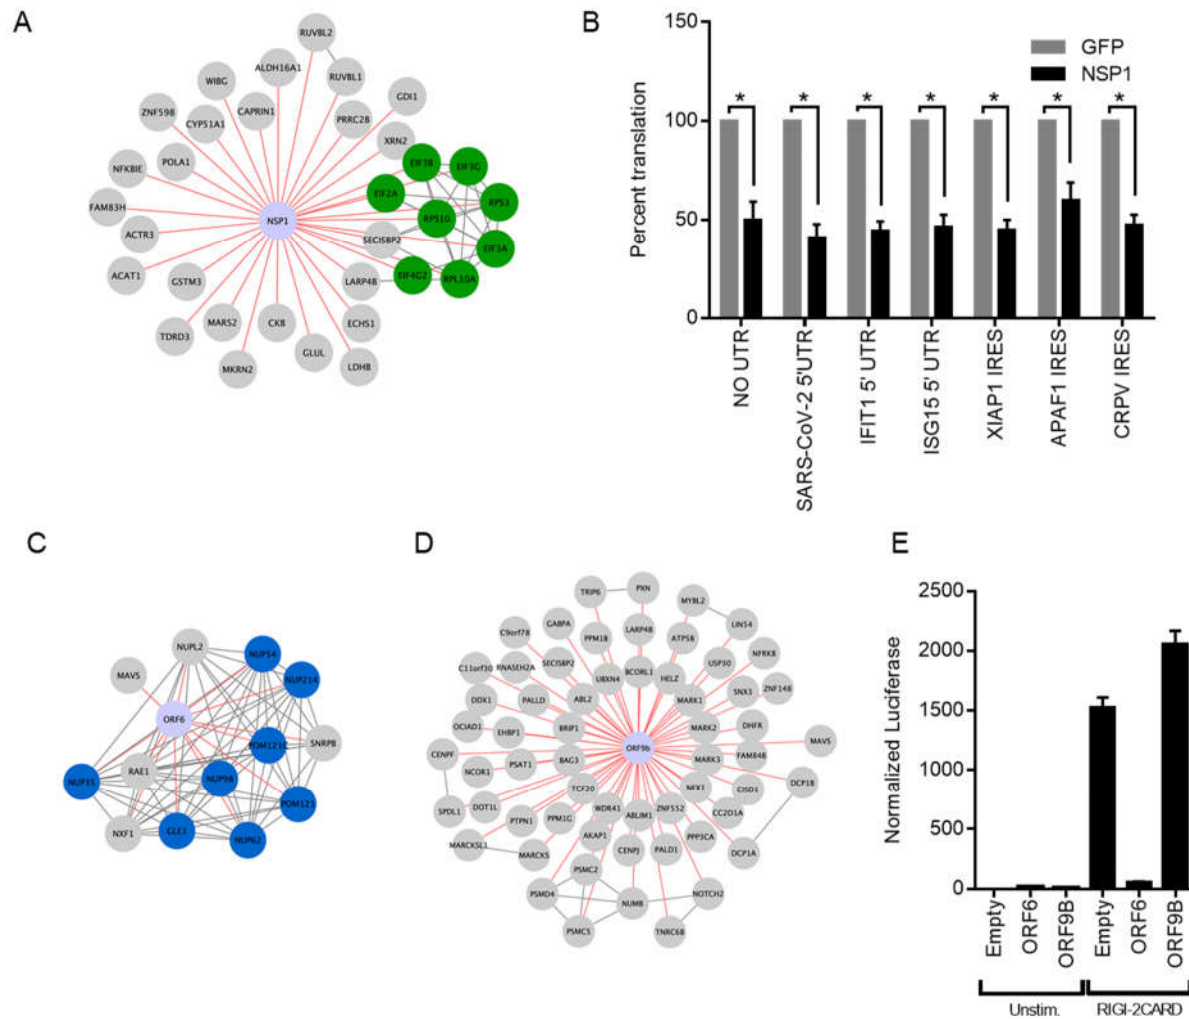 A
RUVBL2
ALDH16A1
RUVBL1
WIBG
GDI1
ZNF598
CAPRIN1
CYP51A1
PRRC2B
XRN2
POLA1
EIF3B
EIF3G
NFKBIE
EIF2A
RPS3
FAM83H
NSP1
RPS10
ACTR3
SECISBP2
EIF3A
ACAT1
GSTM3
LARP4B
EIF4G2
RPL10A
MARS2
CKB
ECHS1
TDRD3
GLUL
MKRN2
LDHB
B
Percent translation
150
100
50
0
GFP
NSP1
* * * * * * *
NO UTR
SARS-CoV-2 5'UTR
IFIT1 5' UTR
ISG15 5' UTR
XIAP1 IRES
APAF1 IRES
CRPV IRES
C
NUPL2
NUP54
MAVS
NUP214
ORF6
POM121C
SNRPB
RAE1
NUP98
NUP35
POM121
NXF1
GLE1
NUP62
D
TRIP6
PXN
MYBL2
C9orf78
GABPA
PPM1B
LARP4B
ATP5B
LIN54
C11orf30
RNASEH2A
SECISBP2
UBXN4
BCORL1
HELZ
USP30
NFRKB
DDX1
PALLD
ABL2
MARK1
SNX3
ZNF148
OCIAD1
EHBP1
BRIP1
MARK2
DHFR
ORF9b
MAVS
CENPF
NCOR1
PSAT1
BAG3
MARK3
FAM84B
TCF20
NEK1
CISD1
DCP1B
SPDL1
DOT1L
PTPN1
PPM1G
WDR41
ABLIM1
ZNF552
CC2D1A
MARCKSL1
MARCKS
AKAP1
CENPJ
PALD1
PPP3CA
DCP1A
PSMC2
PSMD4
NUMB
NOTCH2
PSMC5
TNRC6B
E
Normalized Luciferase
2500
2000
1500
1000
500
0
Empty
ORF6
ORF9B
Empty
ORF6
ORF9B
Unstim.
RIGI-2CARD